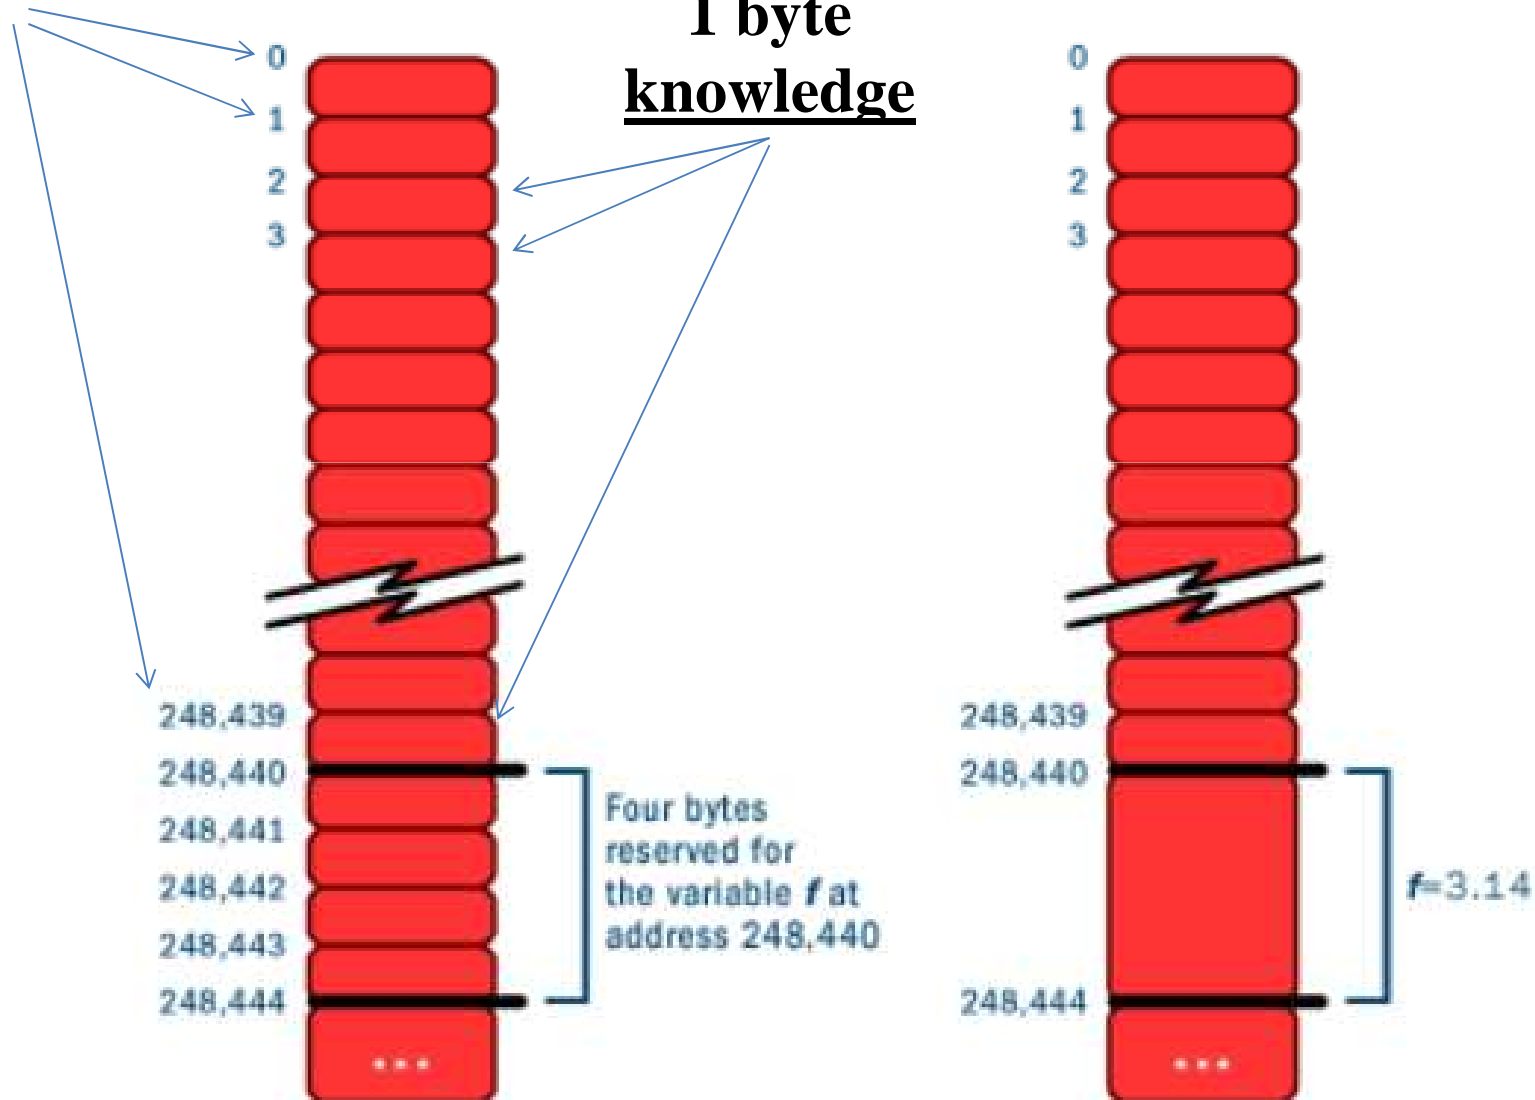 1 byte
knowledge
0
1
2
3
248,439
248,440
248,441
248,442
248,443
248,444
Four bytes
reserved for
the variable f at
address 248,440
...
0
1
2
3
248,439
248,440
248,444
f=3.14
...